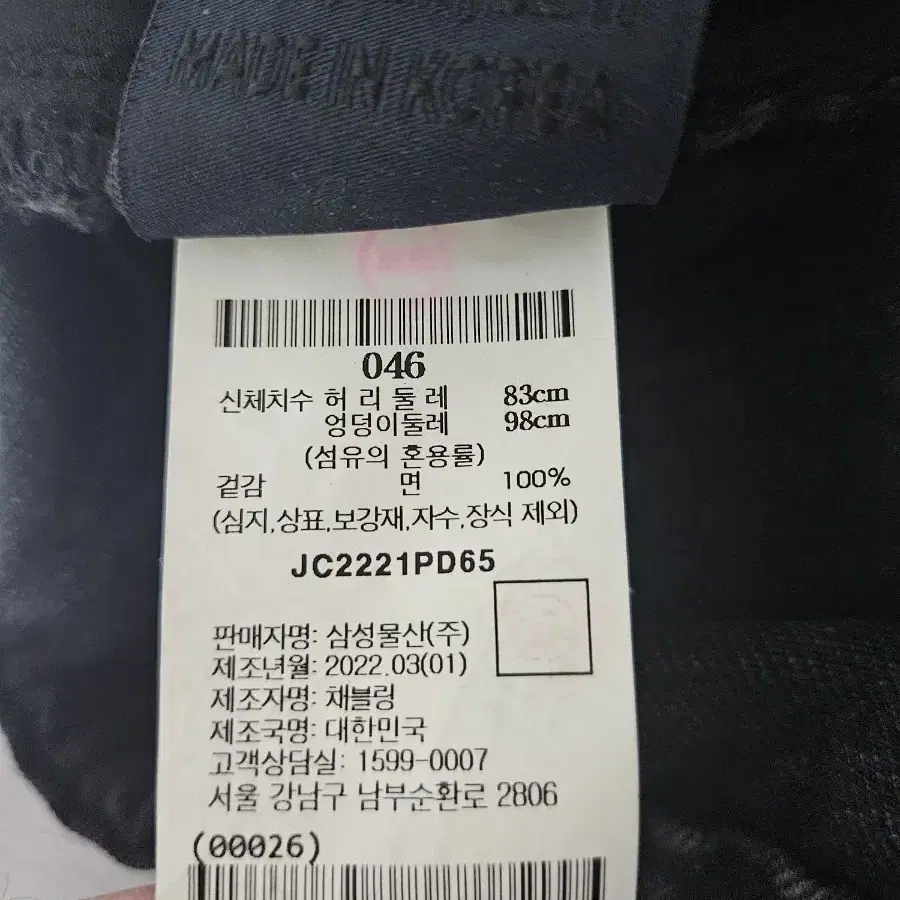 MADE IN KOREA
046
신체치수 허 리 둘 레 83cm
엉덩이둘레 98cm
(섬유의 혼용률)
겉감 면 100%
(심지,상표,보강재,자수,장식 제외)
JC2221PD65
판매자명: 삼성물산(주)
제조년월: 2022.03(01)
제조자명: 채블링
제조국명: 대한민국
고객상담실: 1599-0007
서울 강남구 남부순환로 2806
(00026)